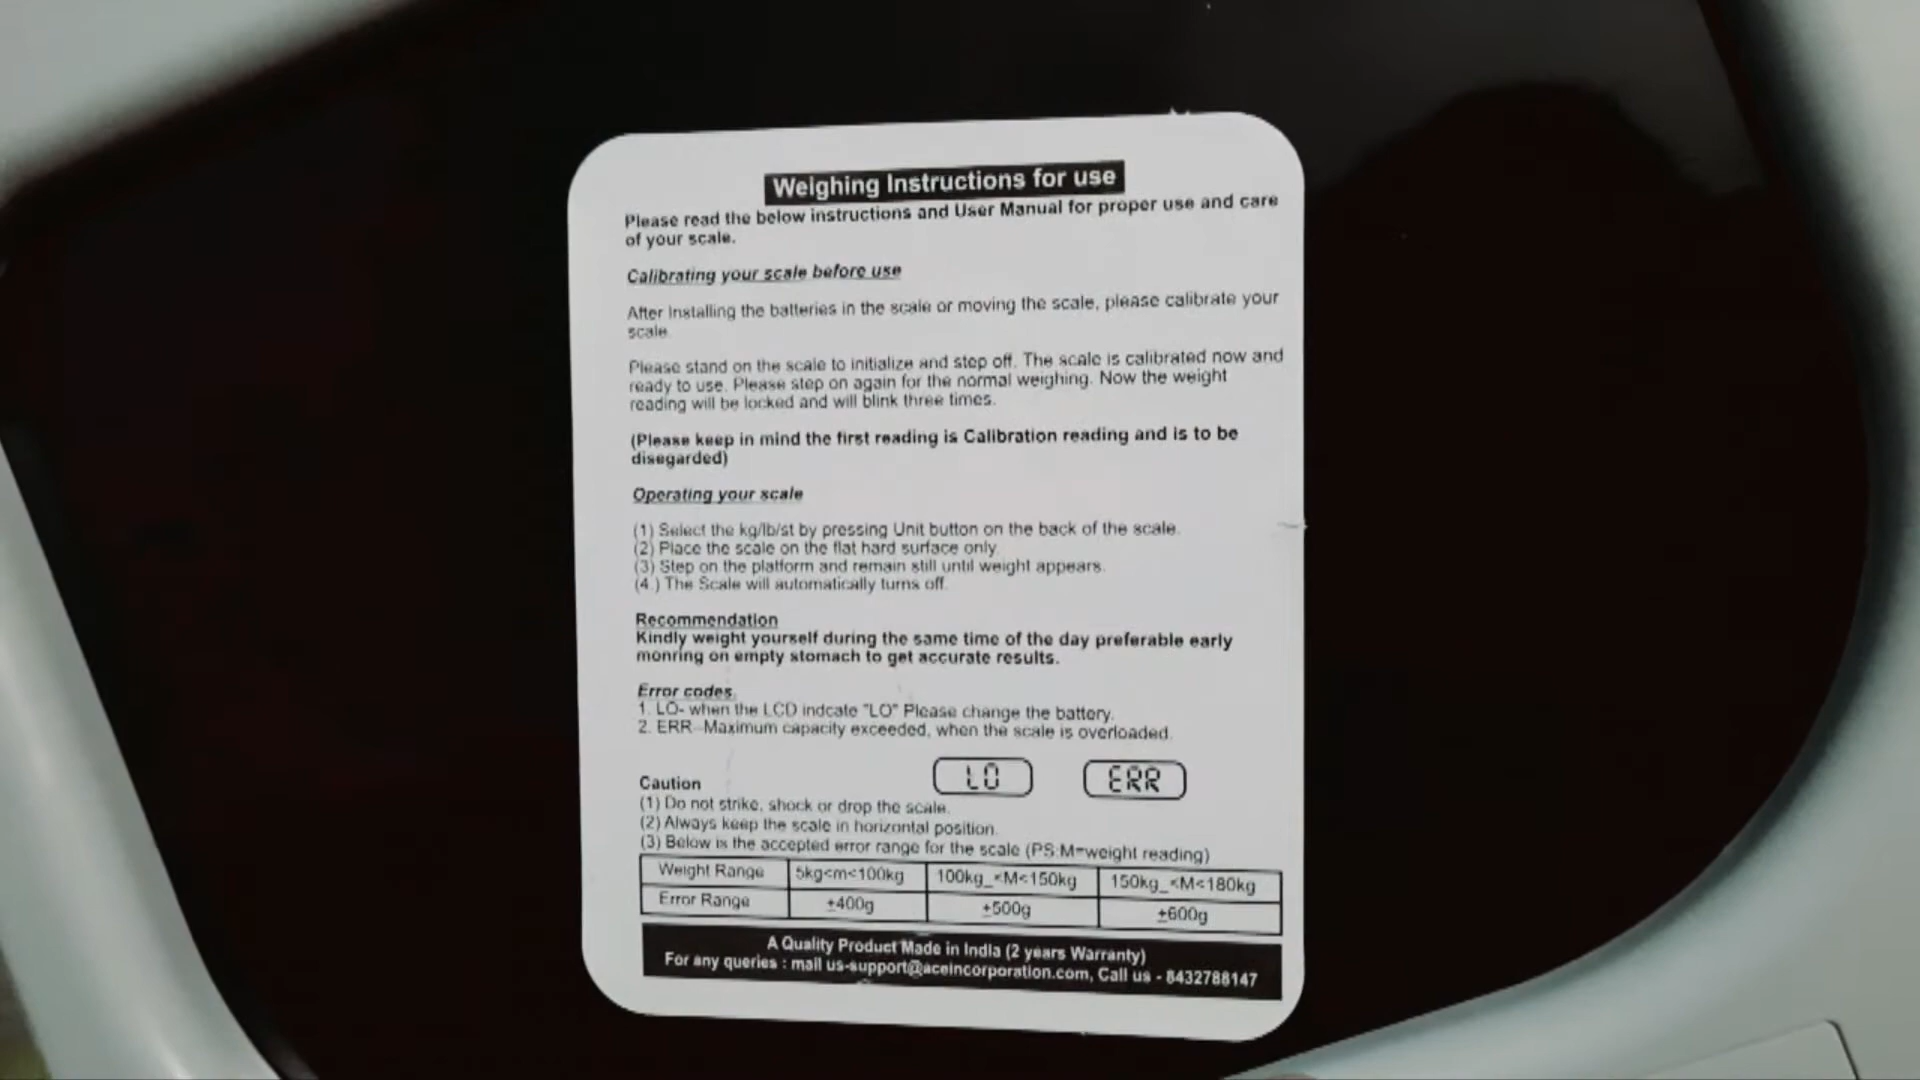 Weighing Instructions for use
Please read the below instructions and User Manual for proper use and care
of your scale.
Calibrating your scale before use
After Installing the batteries in the scale or moving the scale, please calibrate your
scale.
Please stand on the scale to initialize and step off. The scale is calibrated now and
ready to use. Please step on again for the normal weighing. Now the weight
reading will be locked and will blink three times.
(Please keep in mind the first reading is Calibration reading and is to be
disegarded)
Operating your scale
(1) Select the kg/lb/st by pressing Unit button on the back of the scale.
(2) Place the scale on the flat hard surface only.
(3) Step on the platform and remain still until weight appears.
(4.) The Scale will automatically turns off.
Recommendation
Kindly weight yourself during the same time of the day preferable early
monring on empty stomach to get accurate results.
Error codes.
1. LO- when the LCD indcate "LO" Please change the battery.
2. ERR-Maximum capacity exceeded, when the scale is overloaded.
LO ERR
Caution
(1) Do not strike, shock or drop the scale.
(2) Always keep the scale in horizontal position.
(3) Below is the accepted error range for the scale (PS:M=weight reading)
Weight Range 5kg<m<100kg 100kg_<M<150kg 150kg_<M<180kg
Error Range ±400g ±500g ±600g
A Quality Product Made in India (2 years Warranty)
For any queries : mail us-support@aceincorporation.com, Call us - 8432788147